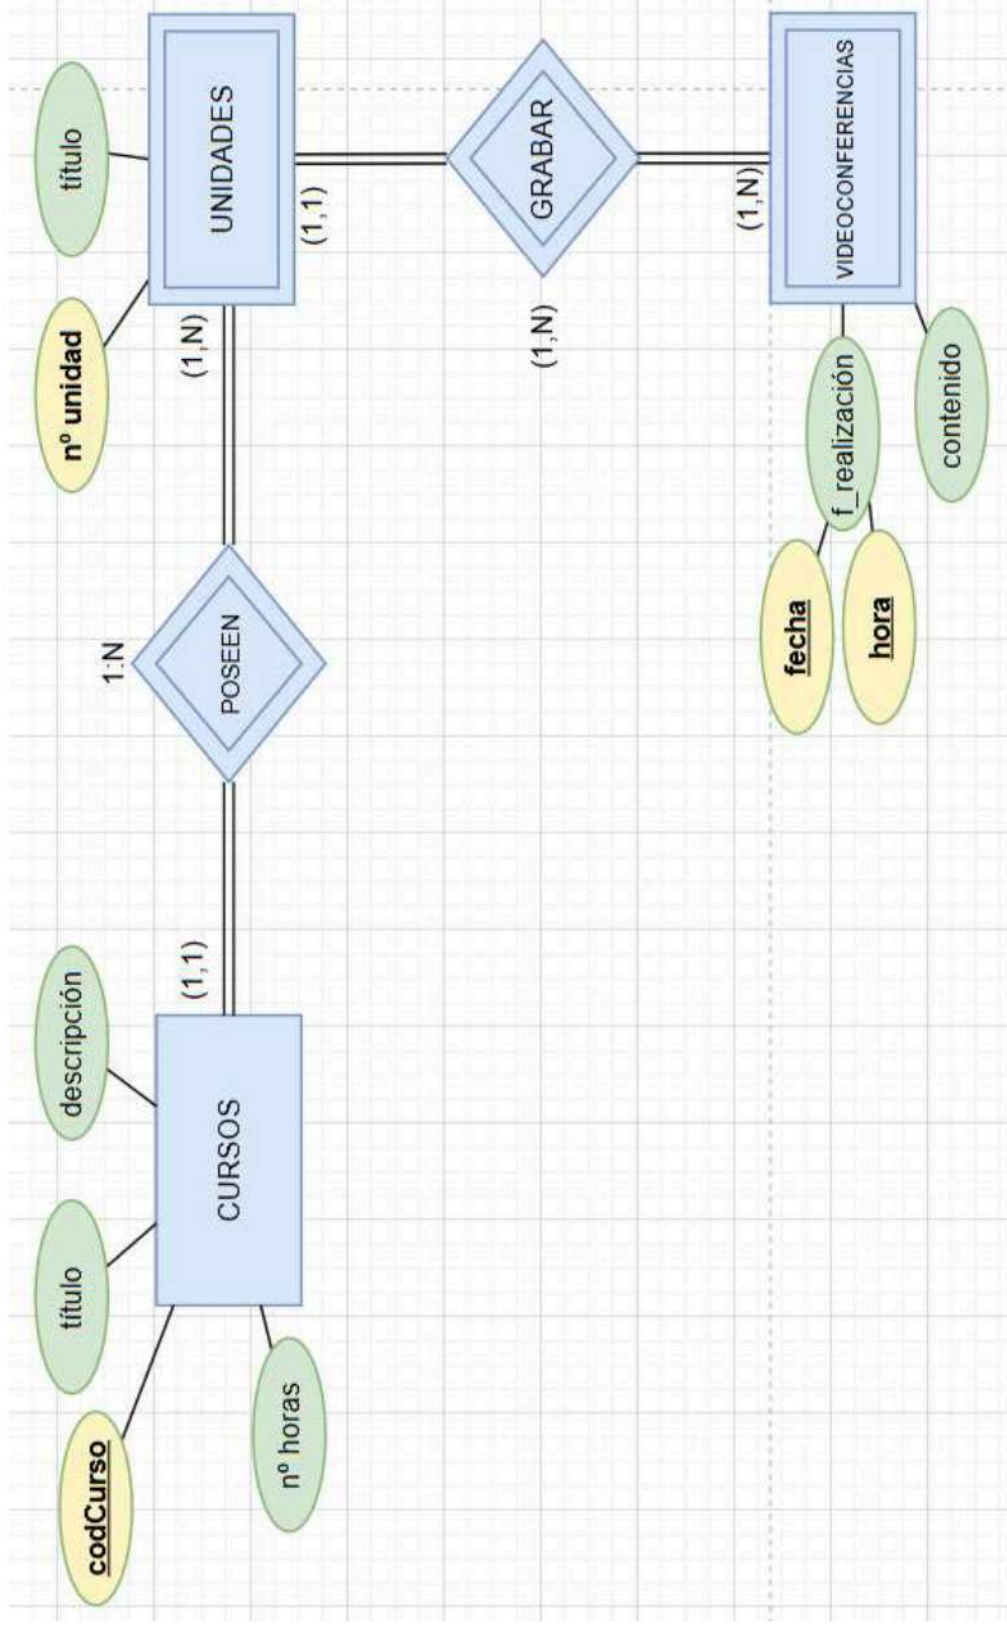 codCurso
título
descripción
nº horas
CURSOS
(1,1)
1:N
POSEEN
(1,N)
nº unidad
título
UNIDADES
(1,1)
(1,N)
GRABAR
(1,N)
VIDEOCONFERENCIAS
f_realización
fecha
hora
contenido